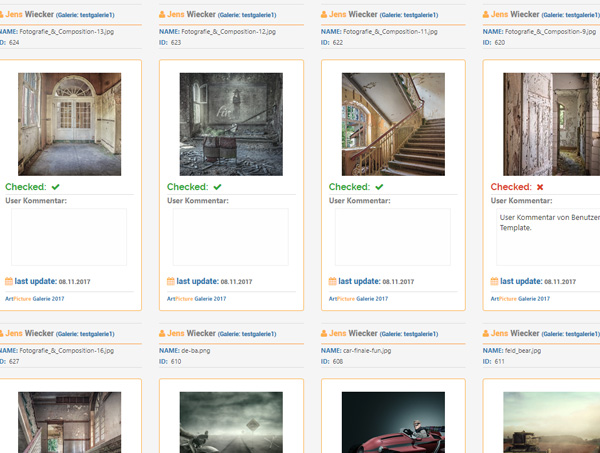 Jens Wiecker (Galerie: testgalerie1)
NAME: Fotografie_&_Composition-13.jpg
ID: 624
Checked:
User Kommentar:
last update: 08.11.2017
ArtPicture Galerie 2017
Jens Wiecker (Galerie: testgalerie1)
NAME: Fotografie_&_Composition-12.jpg
ID: 623
Checked:
User Kommentar:
last update: 08.11.2017
ArtPicture Galerie 2017
Jens Wiecker (Galerie: testgalerie1)
NAME: Fotografie_&_Composition-11.jpg
ID: 622
Checked:
User Kommentar:
last update: 08.11.2017
ArtPicture Galerie 2017
Jens Wiecker (Galerie: testgalerie1)
NAME: Fotografie_&_Composition-9.jpg
ID: 620
Checked:
User Kommentar:
User Kommentar von Benutzer
Template.
last update: 08.11.2017
ArtPicture Galerie 2017
Jens Wiecker (Galerie: testgalerie1)
NAME: Fotografie_&_Composition-16.jpg
ID: 627
Jens Wiecker (Galerie: testgalerie1)
NAME: de-ba.png
ID: 610
Jens Wiecker (Galerie: testgalerie1)
NAME: car-finale-fun.jpg
ID: 608
Jens Wiecker (Galerie: testgalerie1)
NAME: feld_bear.jpg
ID: 611